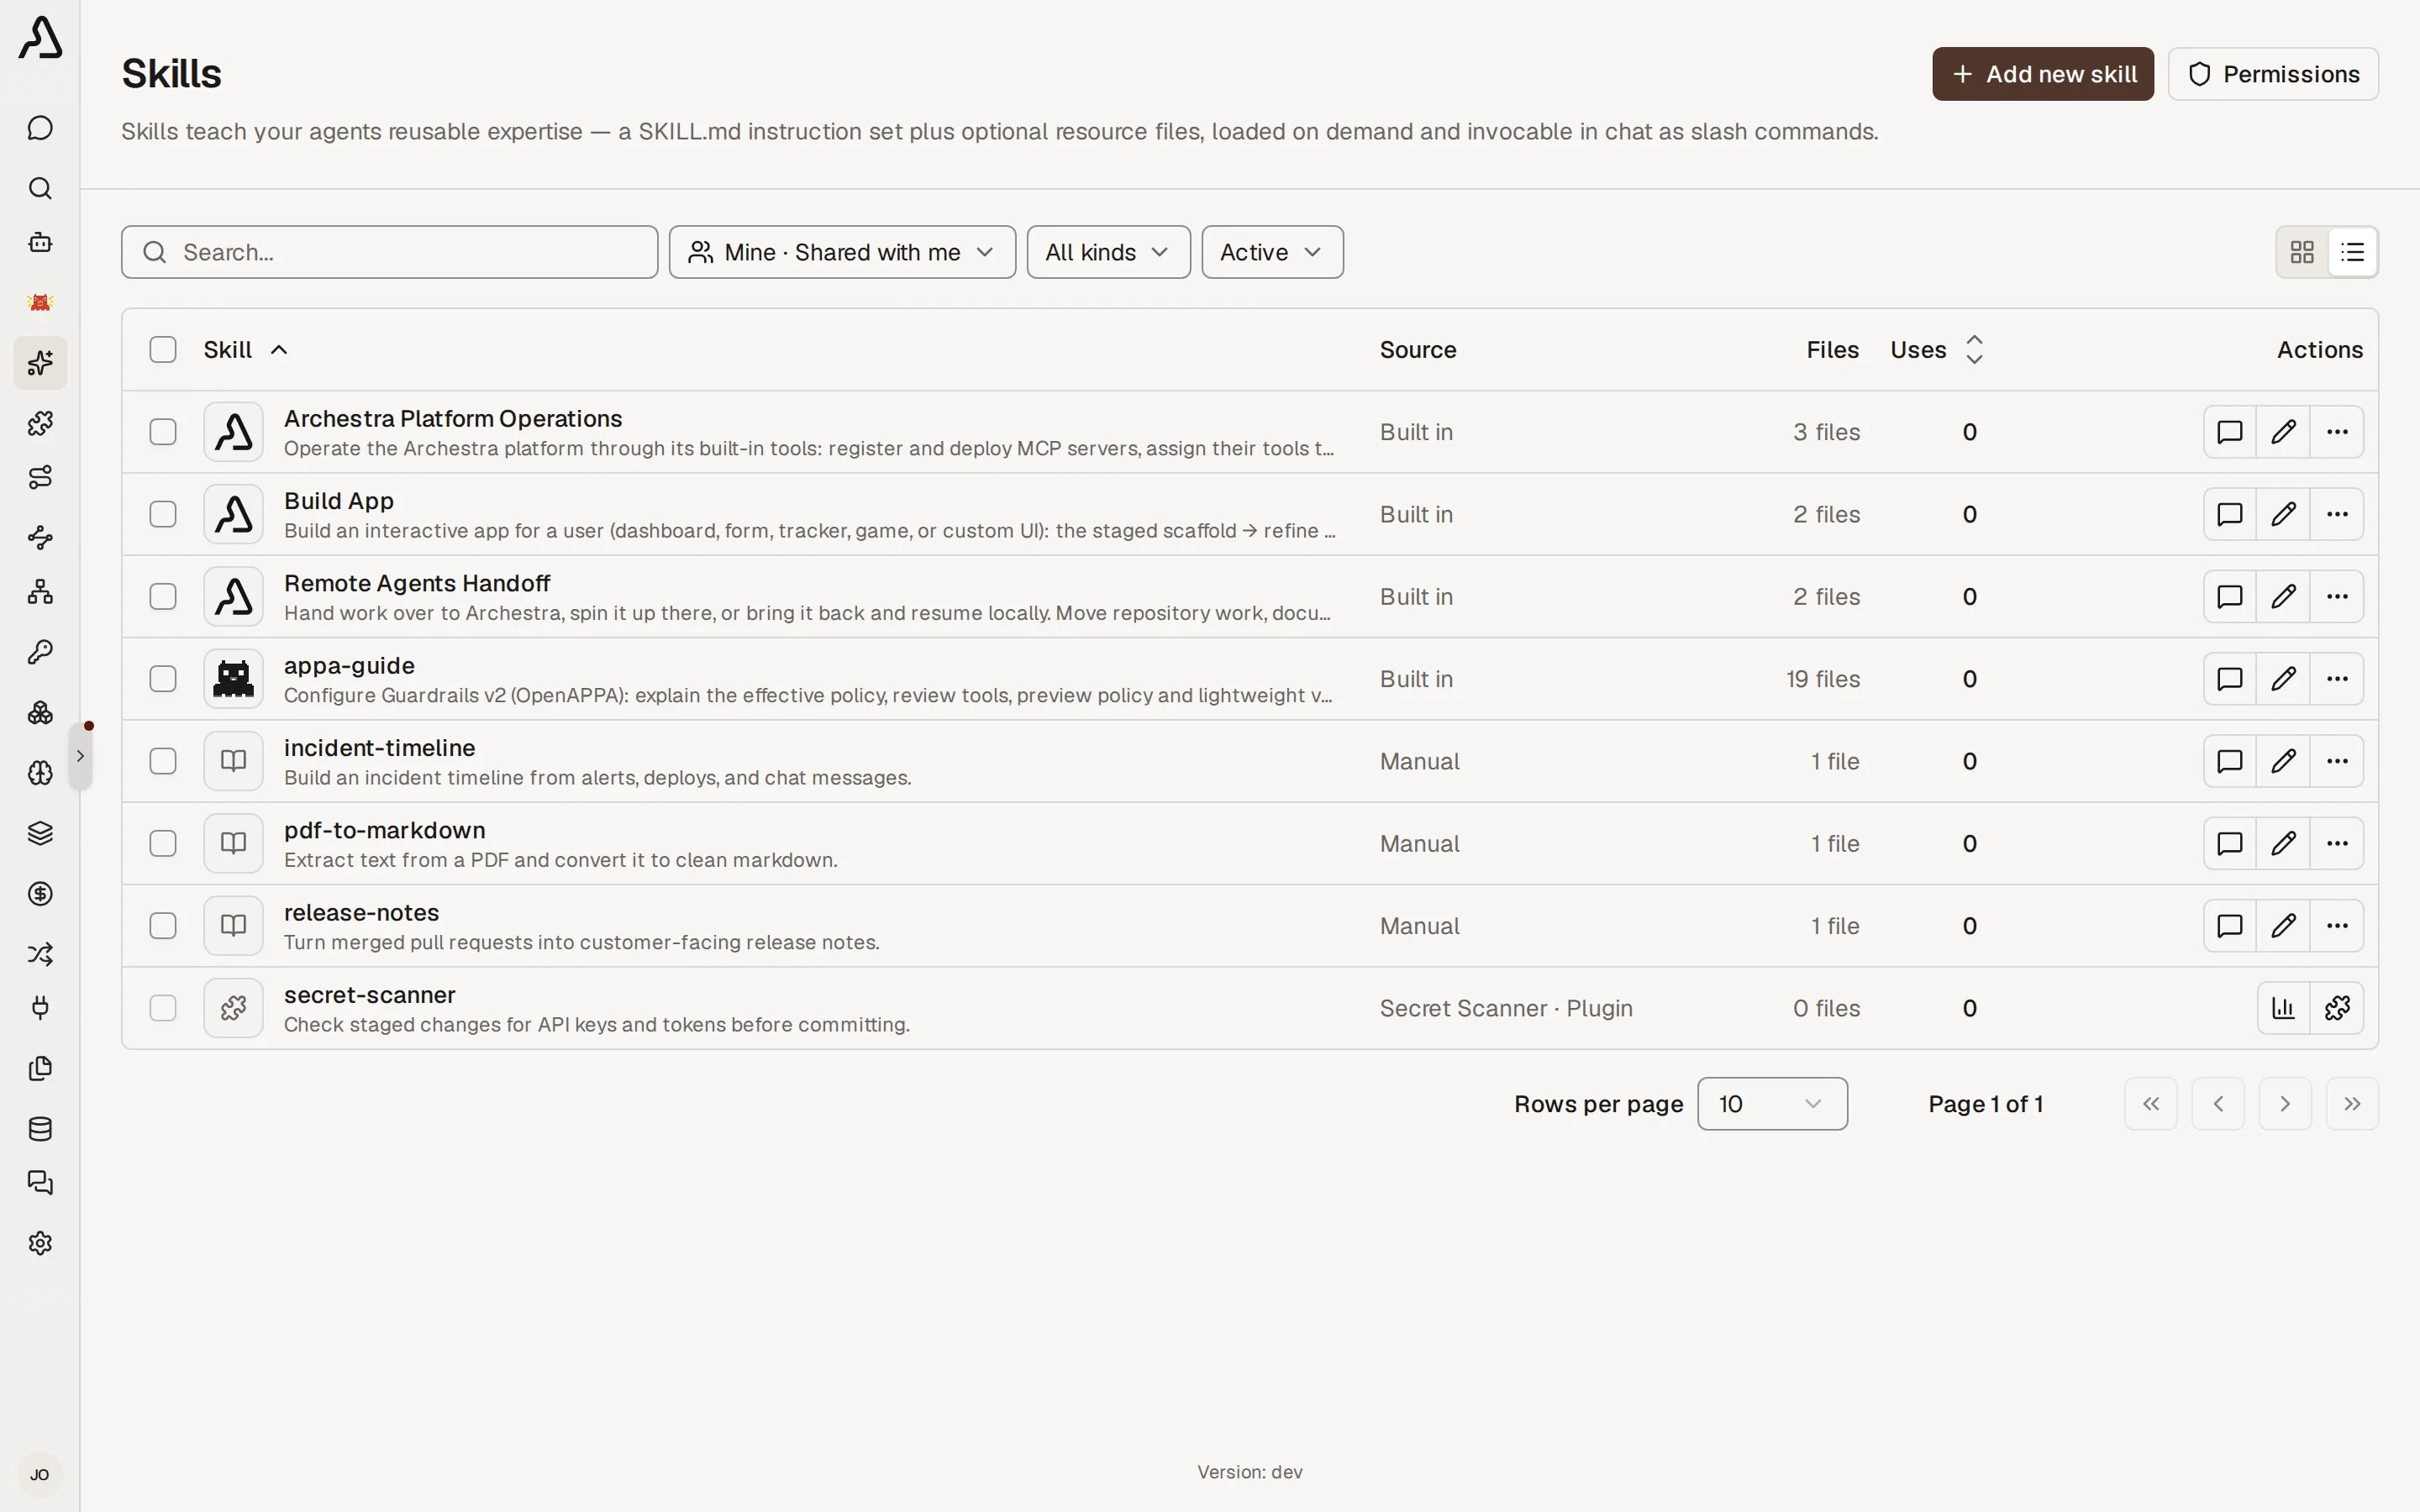 Skills
Add new skill
Permissions
Skills teach your agents reusable expertise — a SKILL.md instruction set plus optional resource files, loaded on demand and invocable in chat as slash commands.
Search...
Mine · Shared with me
All kinds
Active
Skill
Source
Files
Uses
Actions
Archestra Platform Operations
Operate the Archestra platform through its built-in tools: register and deploy MCP servers, assign their tools t...
Built in
3 files
0
Build App
Build an interactive app for a user (dashboard, form, tracker, game, or custom UI): the staged scaffold → refine ...
Built in
2 files
0
Remote Agents Handoff
Hand work over to Archestra, spin it up there, or bring it back and resume locally. Move repository work, docu...
Built in
2 files
0
appa-guide
Configure Guardrails v2 (OpenAPPA): explain the effective policy, review tools, preview policy and lightweight v...
Built in
19 files
0
incident-timeline
Build an incident timeline from alerts, deploys, and chat messages.
Manual
1 file
0
pdf-to-markdown
Extract text from a PDF and convert it to clean markdown.
Manual
1 file
0
release-notes
Turn merged pull requests into customer-facing release notes.
Manual
1 file
0
secret-scanner
Check staged changes for API keys and tokens before committing.
Secret Scanner · Plugin
0 files
0
Rows per page
10
Page 1 of 1
JO
Version: dev